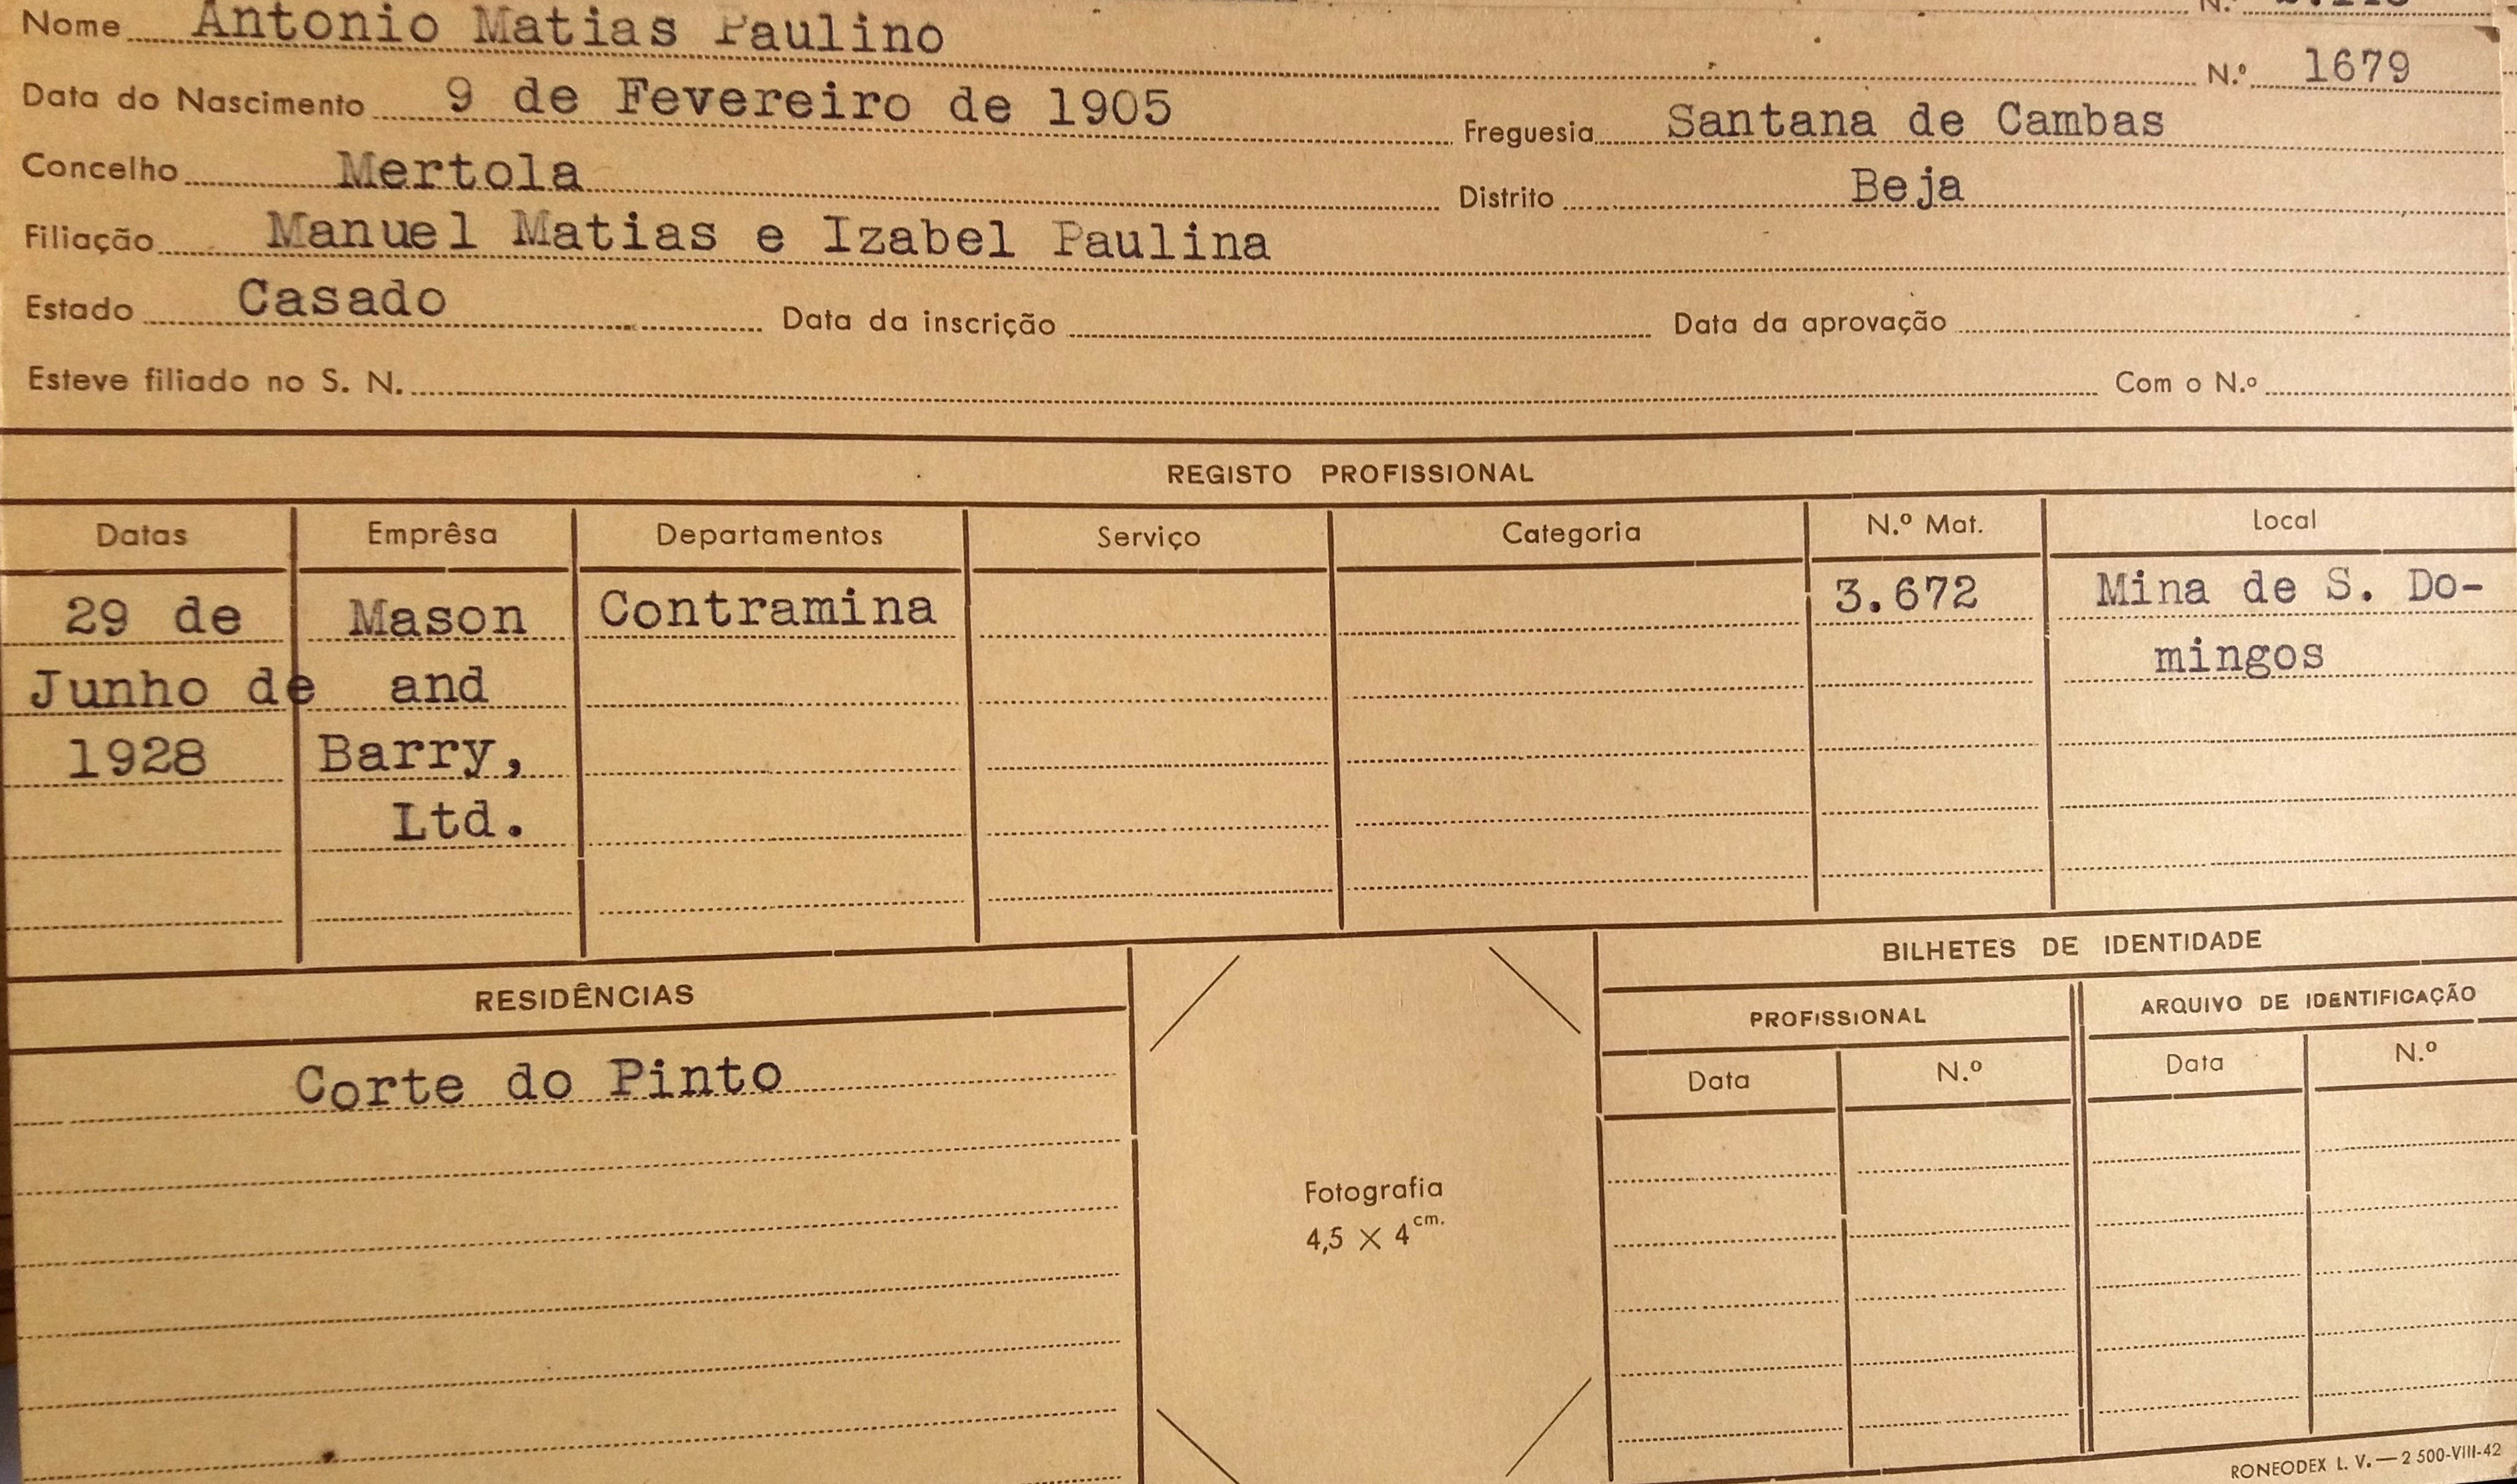 N.º
Nome Antonio Matias Paulino
N.º 1679
Data do Nascimento 9 de Fevereiro de 1905 Freguesia Santana de Cambas
Concelho Mertola Distrito Beja
Filiação Manuel Matias e Izabel Paulina
Estado Casado Data da inscrição Data da aprovação
Esteve filiado no S. N. Com o N.º
REGISTO PROFISSIONAL
Datas Emprêsa Departamentos Serviço Categoria N.º Mat. Local
29 de Mason Contramina 3.672 Mina de S. Do-
Junho de and mingos
1928 Barry,
Ltd.
RESIDÊNCIAS
Corte do Pinto
Fotografia
4,5 × 4 cm.
BILHETES DE IDENTIDADE
PROFISSIONAL ARQUIVO DE IDENTIFICAÇÃO
Data N.º Data N.º
RONEODEX L. V. — 2 500-VIII-42